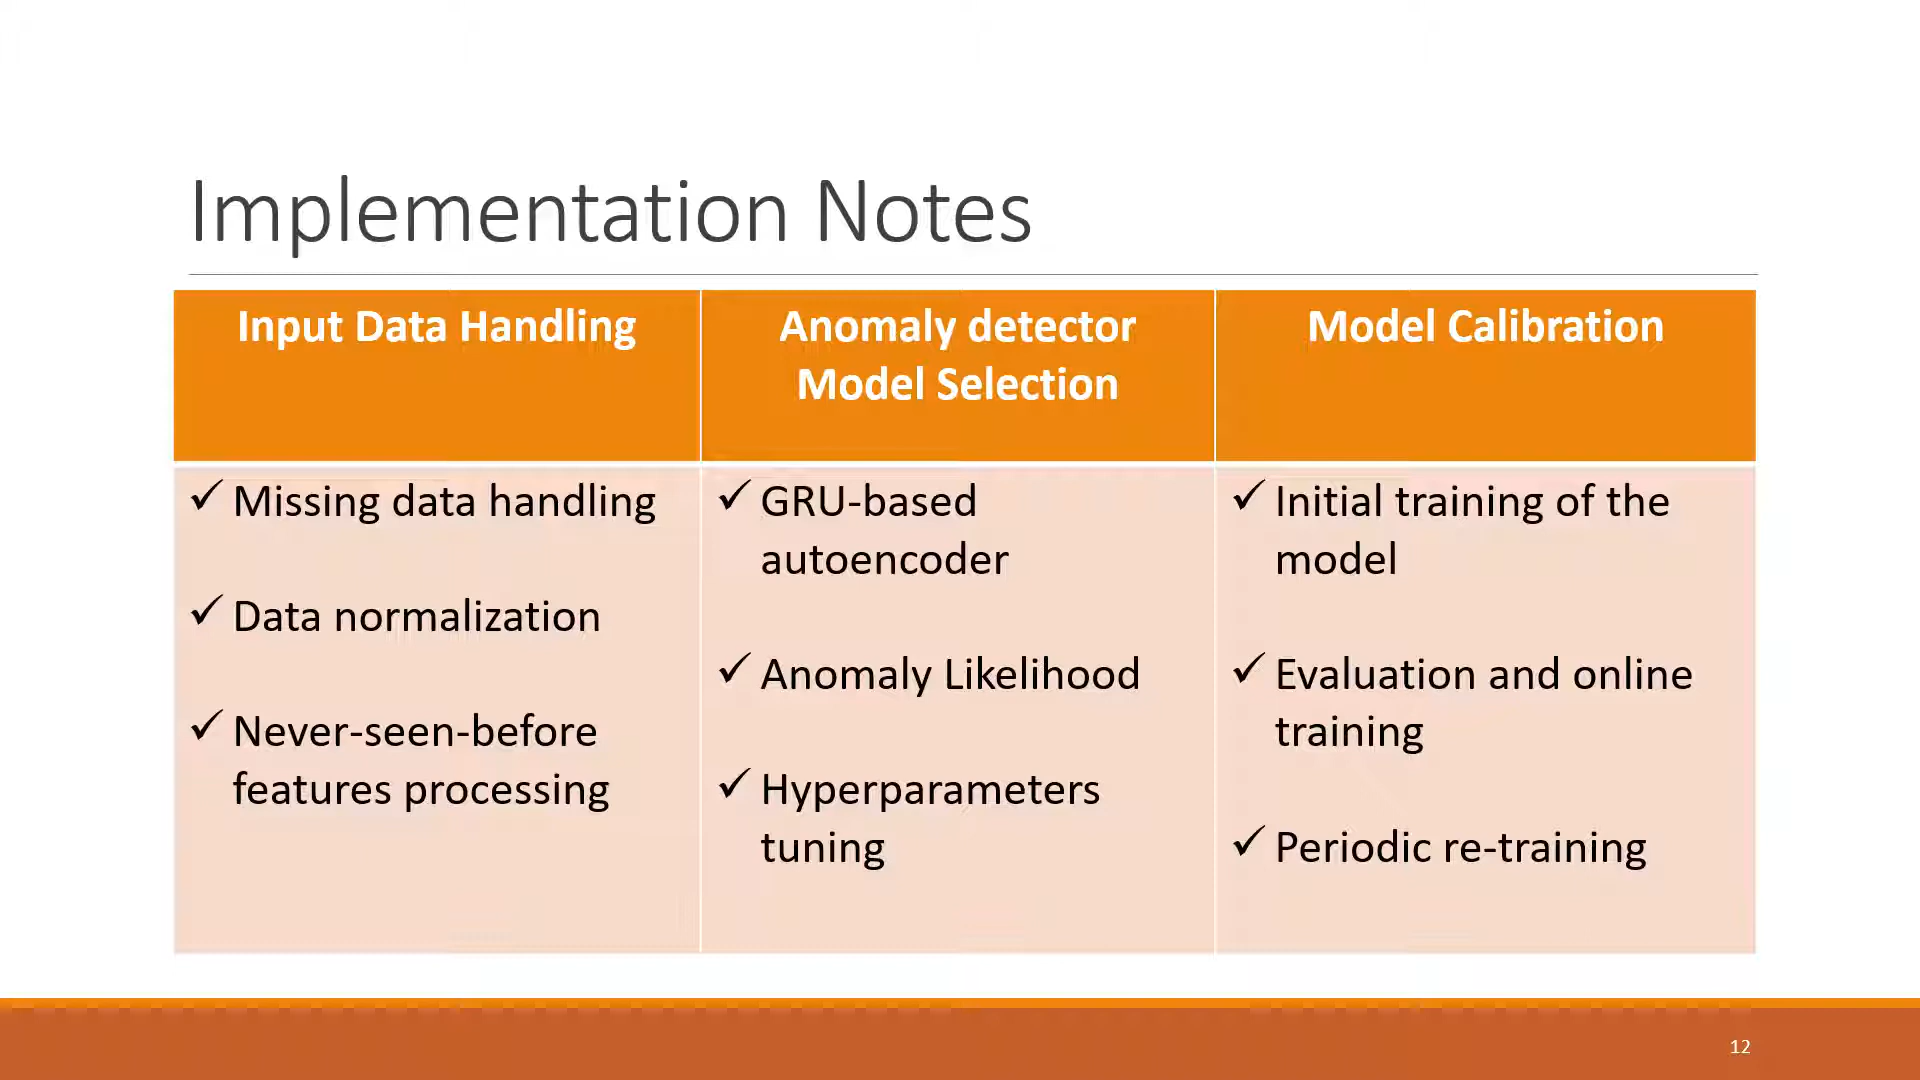 Implementation Notes
Input Data Handling
Anomaly detector
Model Selection
Model Calibration
✓ Missing data handling
✓ Data normalization
✓ Never-seen-before
features processing
✓ GRU-based
autoencoder
✓ Anomaly Likelihood
✓ Hyperparameters
tuning
✓ Initial training of the
model
✓ Evaluation and online
training
✓ Periodic re-training
12